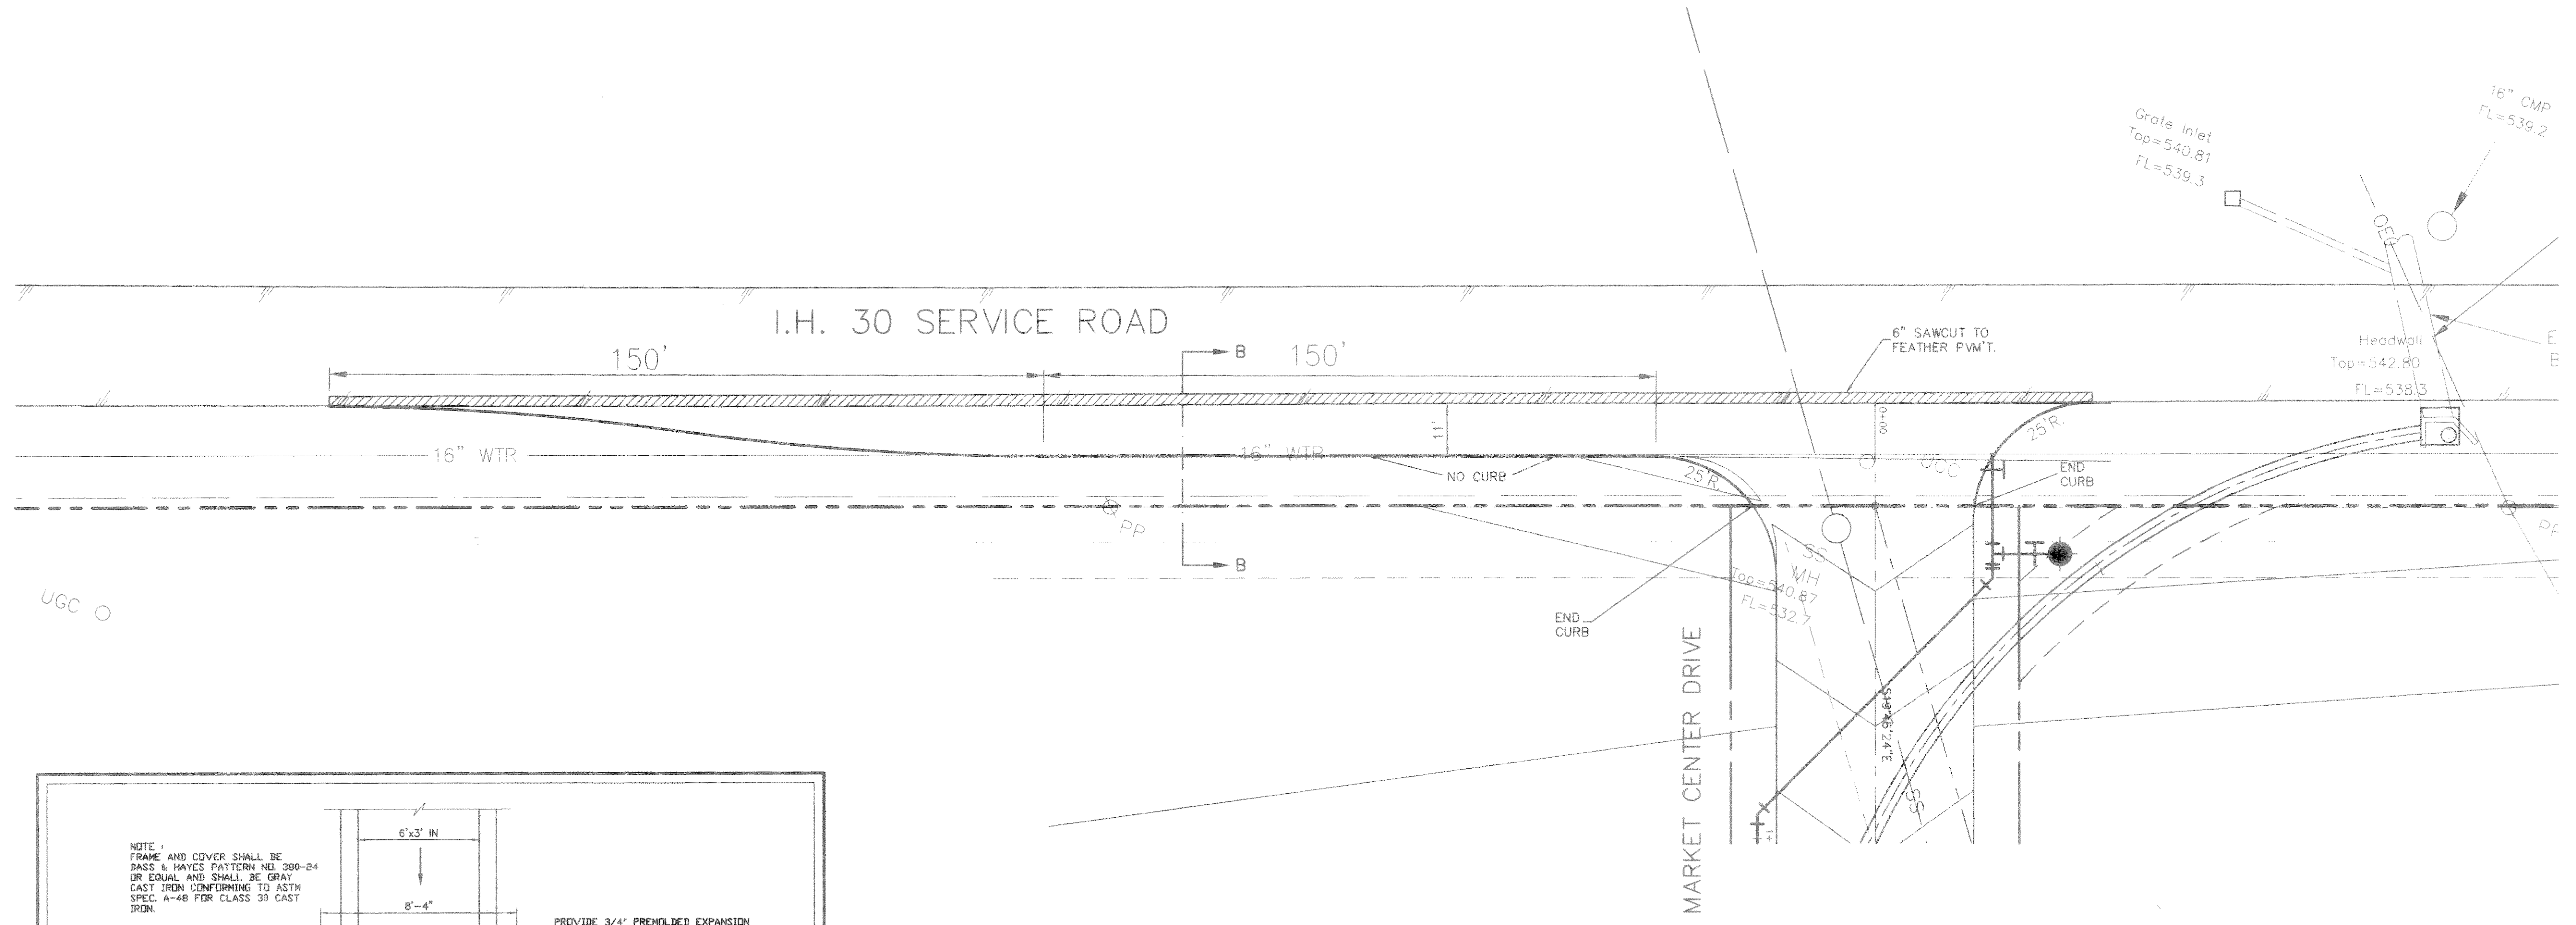 16" CMP
FL=539.2
Grate Inlet
Top=540.81
FL=539.3
OE
I.H. 30 SERVICE ROAD
150'
B
150'
6" SAWCUT TO
FEATHER PVM'T.
Headwall
Top=542.80
FL=538.3
E
B
11'
0+00
25'R.
16" WTR
16" WTR
NO CURB
25'R.
UGC
END
CURB
PP
PP
B
SS
MH
Top=540.87
FL=532.7
UGC
END
CURB
MARKET CENTER DRIVE
S19°46'24"E
SS
6'x3' IN
NOTE :
FRAME AND COVER SHALL BE
BASS & HAYES PATTERN NO. 380-24
OR EQUAL AND SHALL BE GRAY
CAST IRON CONFORMING TO ASTM
SPEC. A-48 FOR CLASS 30 CAST
IRON.
8'-4"
PROVIDE 3/4" PREMOLDED EXPANSION